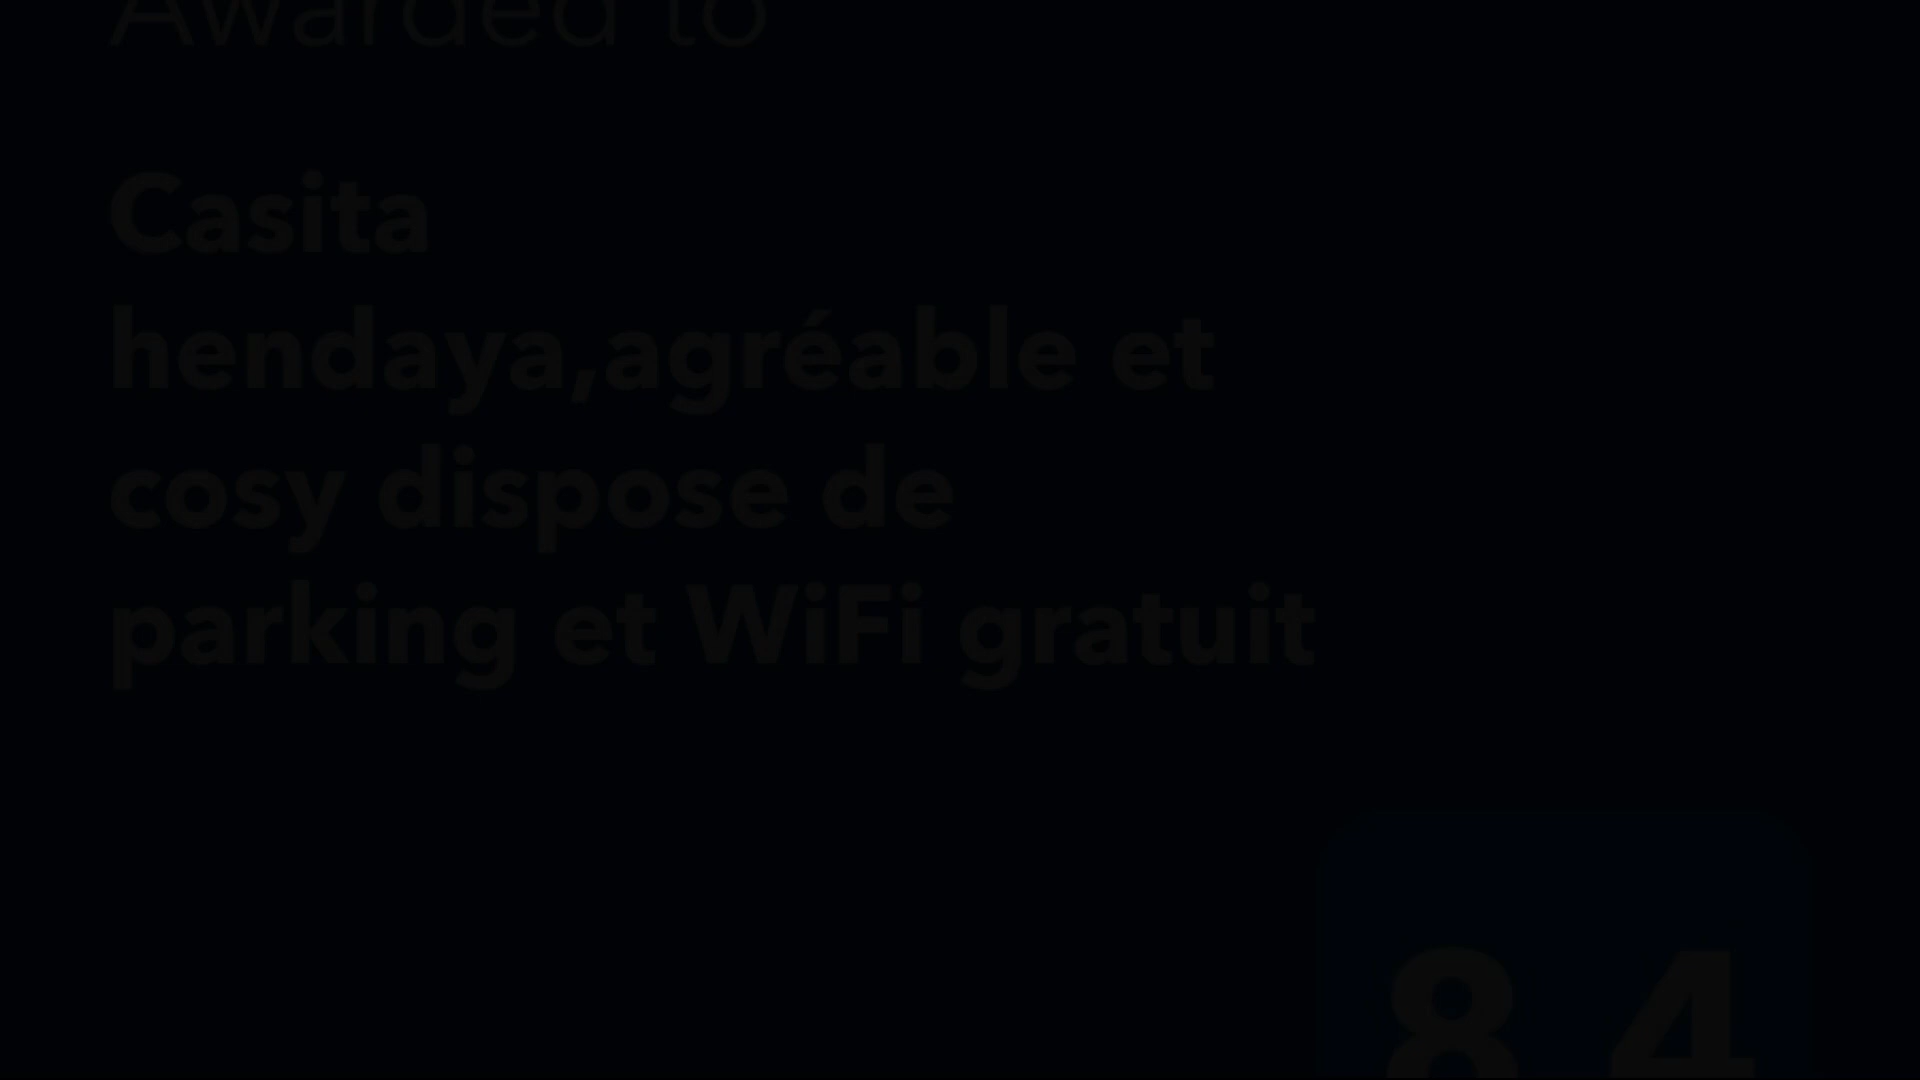 Awarded to
Casita
hendaya,agréable et
cosy dispose de
parking et WiFi gratuit
8 4